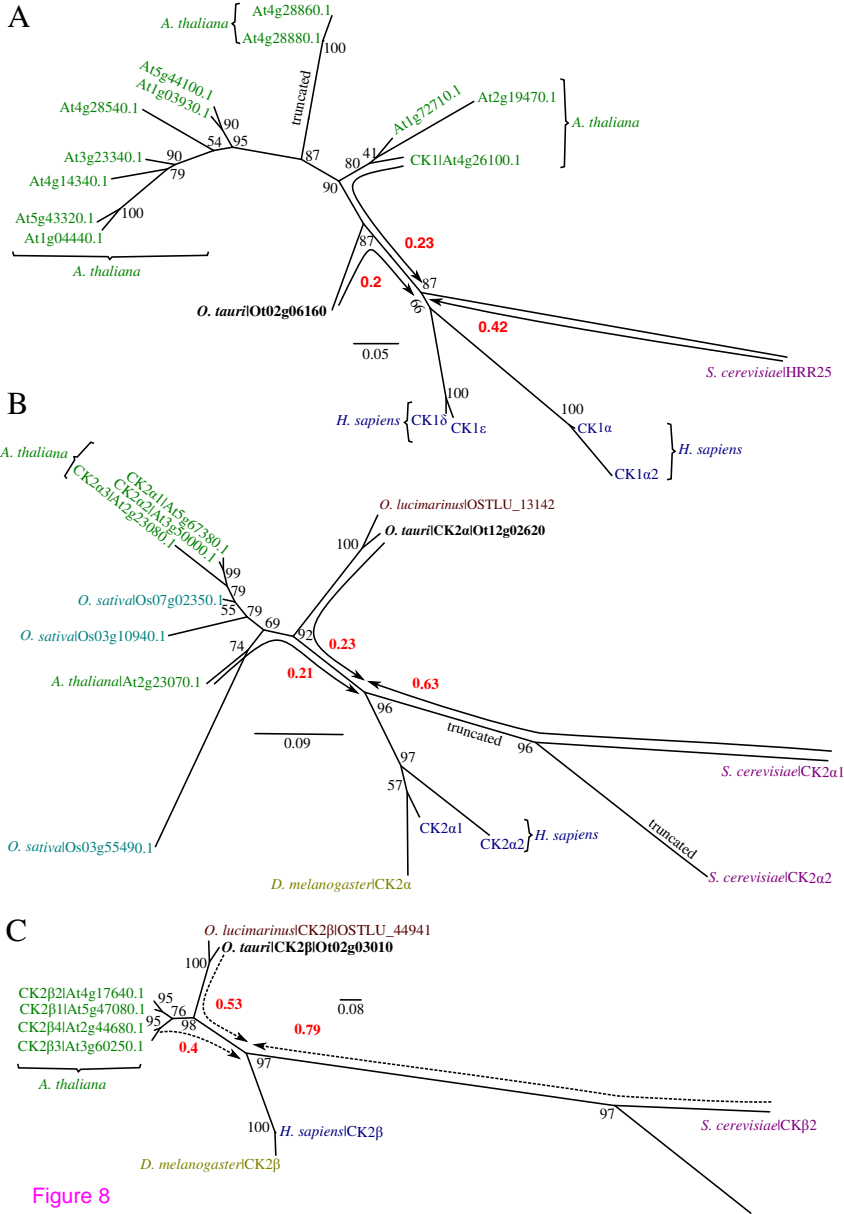 A
At4g28860.1
A. thaliana
At4g28880.1
100
truncated
At5g44100.1
At1g03930.1
At4g28540.1
90
54
95
At3g23340.1
90
At4g14340.1
79
At5g43320.1
100
At1g04440.1
A. thaliana
87
At1g72710.1
At2g19470.1
A. thaliana
41
80
CK1|At4g26100.1
90
87
0.23
0.2
87
66
O. tauri|Ot02g06160
0.42
0.05
S. cerevisiae|HRR25
100
H. sapiens
CK1δ
CK1ε
100
CK1α
H. sapiens
CK1α2
B
A. thaliana
CK2α1|At5g67380.1
CK2α2|At3g50000.1
CK2α3|At2g23080.1
O. lucimarinus|OSTLU_13142
O. tauri|CK2α|Ot12g02620
100
99
79
O. sativa|Os07g02350.1
55
79
O. sativa|Os03g10940.1
69
92
74
0.23
A. thaliana|At2g23070.1
0.21
0.63
96
truncated
96
0.09
S. cerevisiae|CK2α1
97
57
CK2α1
CK2α2
H. sapiens
truncated
O. sativa|Os03g55490.1
D. melanogaster|CK2α
S. cerevisiae|CK2α2
C
O. lucimarinus|CK2β|OSTLU_44941
O. tauri|CK2β|Ot02g03010
100
CK2β2|At4g17640.1
95
CK2β1|At5g47080.1
76
CK2β4|At2g44680.1
95
98
CK2β3|At3g60250.1
A. thaliana
0.53
0.08
0.79
0.4
97
97
S. cerevisiae|CKβ2
100
H. sapiens|CK2β
D. melanogaster|CK2β
Figure 8